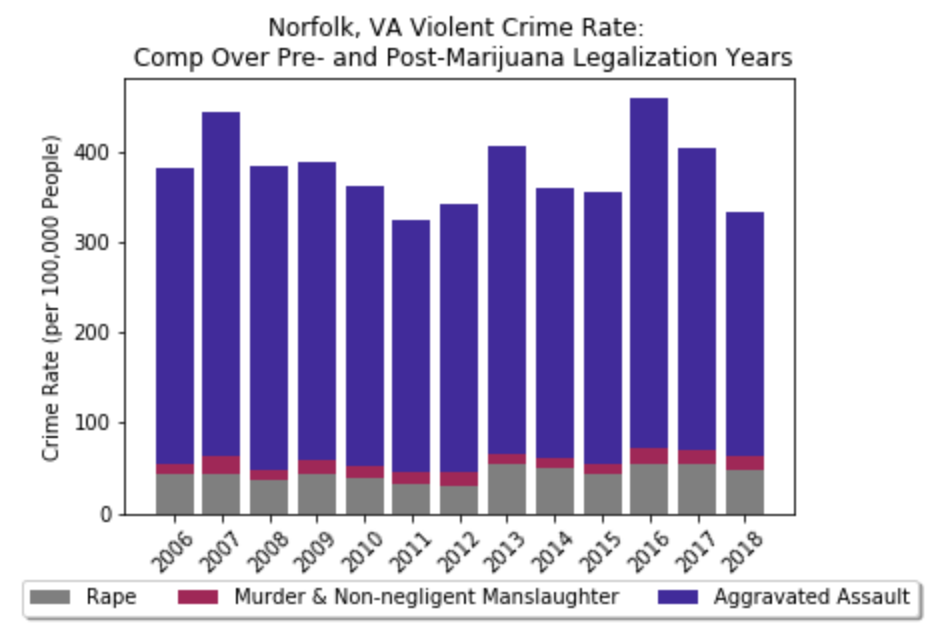 Norfolk, VA Violent Crime Rate:
Comp Over Pre- and Post-Marijuana Legalization Years
Crime Rate (per 100,000 People)
400
300
200
100
0
2006 2007 2008 2009 2010 2011 2012 2013 2014 2015 2016 2017 2018
Rape Murder & Non-negligent Manslaughter Aggravated Assault